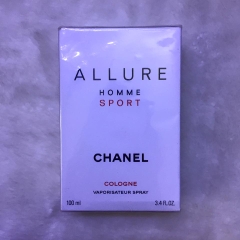 ALLURE
HOMME
SPORT
CHANEL
COLOGNE
VAPORISATEUR SPRAY
100 ml 3.4 FL.OZ.